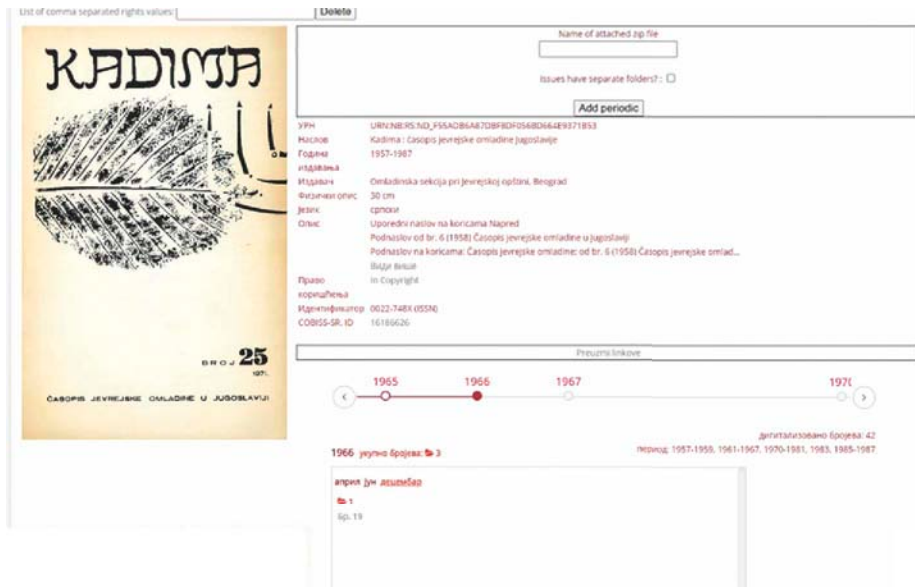 List of comma separated rights values:
Delete
KADIMA
BROJ 25
1971.
ČASOPIS JEVREJSKE OMLADINE U JUGOSLAVIJI
Name of attached zip file
Issues have separate folders? :
Add periodic
УРН
Наслов Kadima : časopis jevrejske omladine Jugoslavije
Година издавања 1957-1987
Издавач Omladinska sekcija pri Jevrejskoj opštini, Beograd
Физички опис 30 cm
Језик српски
Опис Uporedni naslov na koricama Napred
Podnaslov od br. 6 (1958) Časopis jevrejske omladine u Jugoslaviji
Podnaslov na koricama: Časopis jevrejske omladine; od br. 6 (1958) Časopis jevrejske omlad...
Види више
Право коришћења In Copyright
Идентификатор 0022-748X (ISSN)
COBISS-SR. ID 16186626
Preuzmi linkove
1965 1966 1967 1970
дигитализовано бројева: 42
период: 1957-1959, 1961-1967, 1970-1981, 1983, 1985-1987
1966 укупно бројева: 3
април јун децембар
1
Бр. 19